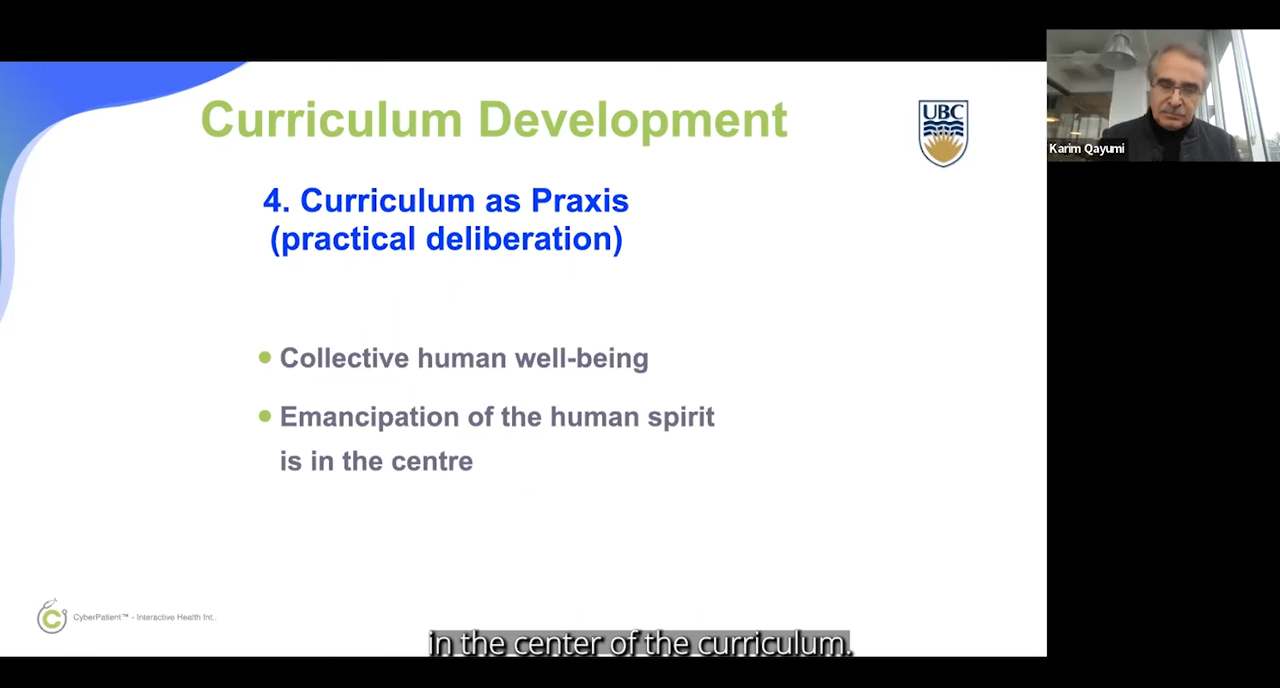 Curriculum Development
UBC
Karim Qayumi
4. Curriculum as Praxis
(practical deliberation)
Collective human well-being
Emancipation of the human spirit
is in the centre
CyberPatient™ - Interactive Health Int..
in the center of the curriculum.